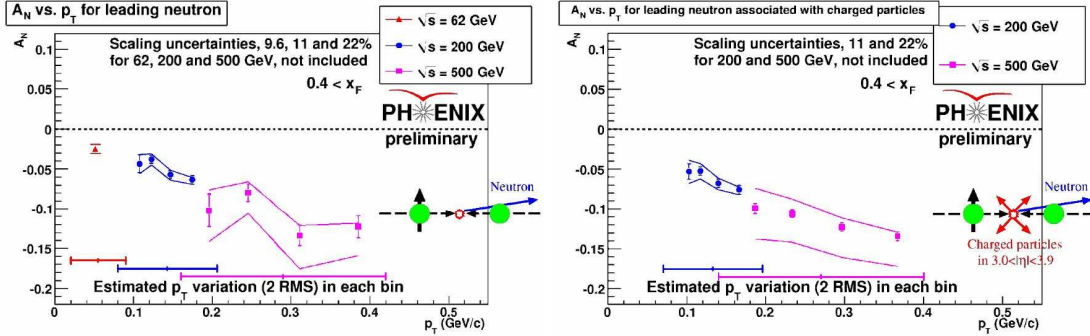 A_N vs. p_T for leading neutron
√s = 62 GeV
√s = 200 GeV
√s = 500 GeV
Scaling uncertainties, 9.6, 11 and 22%
for 62, 200 and 500 GeV, not included
0.4 < x_F
PHENIX
preliminary
A_N
0.1
0.05
0
-0.05
-0.1
-0.15
-0.2
Neutron
Estimated p_T variation (2 RMS) in each bin
0 0.1 0.2 0.3 0.4 0.5
p_T (GeV/c)
A_N vs. p_T for leading neutron associated with charged particles
√s = 200 GeV
√s = 500 GeV
Scaling uncertainties, 11 and 22%
for 200 and 500 GeV, not included
0.4 < x_F
PHENIX
preliminary
A_N
0.1
0.05
0
-0.05
-0.1
-0.15
-0.2
Neutron
Charged particles
in 3.0<|η|<3.9
Estimated p_T variation (2 RMS) in each bin
0 0.1 0.2 0.3 0.4 0.5
p_T (GeV/c)